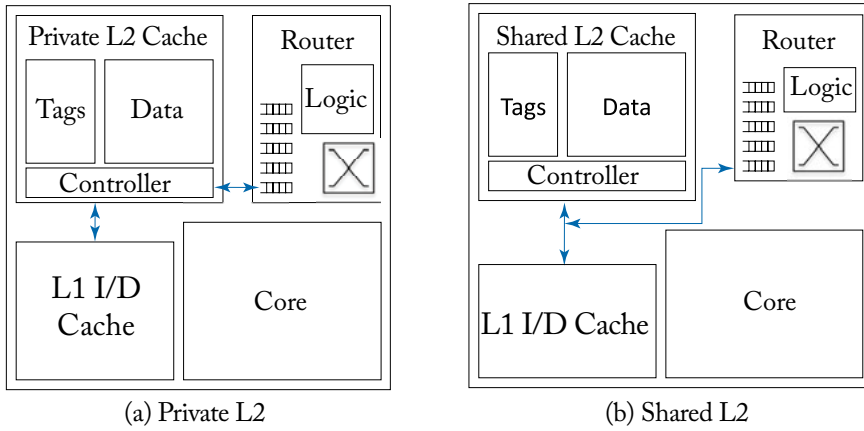 Private L2 Cache
Router
Tags
Data
Logic
Controller
L1 I/D
Cache
Core
(a) Private L2
Shared L2 Cache
Router
Tags
Data
Logic
Controller
L1 I/D Cache
Core
(b) Shared L2